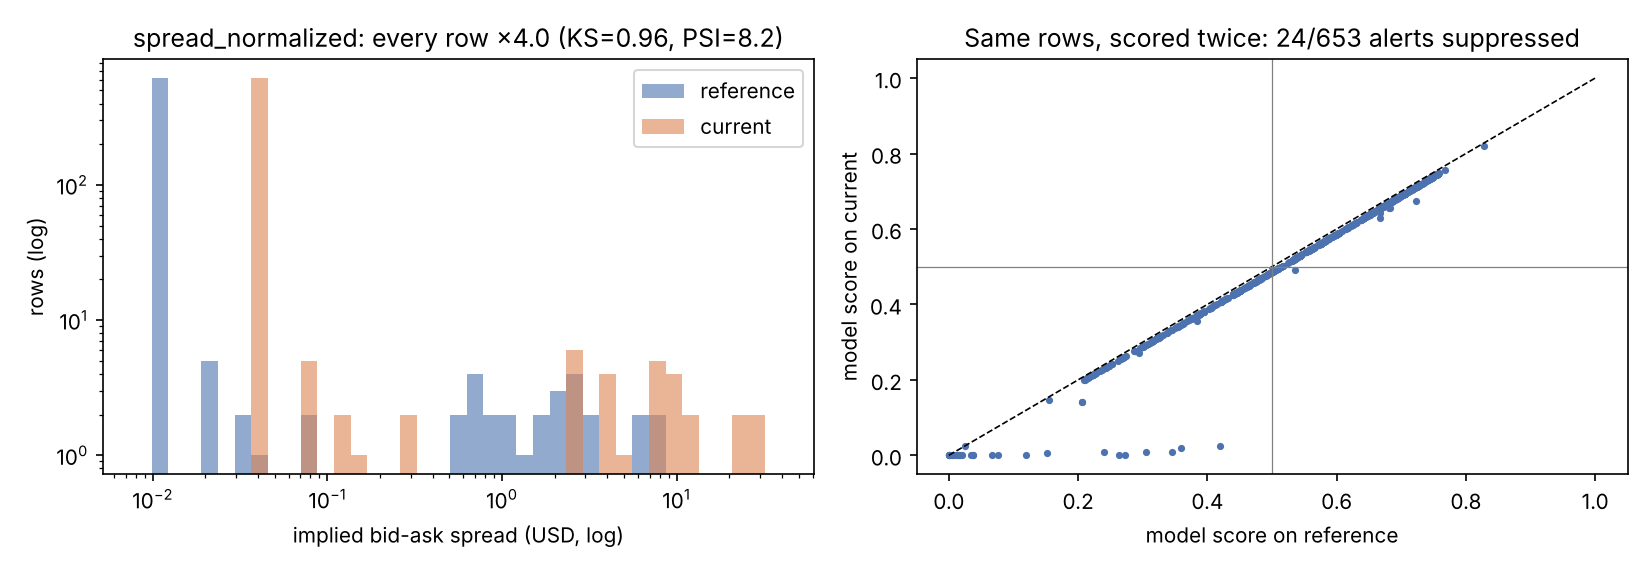 spread_normalized: every row ×4.0 (KS=0.96, PSI=8.2)
reference
current
10²
10¹
10⁰
rows (log)
10⁻²
10⁻¹
10⁰
10¹
implied bid-ask spread (USD, log)
Same rows, scored twice: 24/653 alerts suppressed
1.0
0.8
0.6
0.4
0.2
0.0
model score on current
0.0
0.2
0.4
0.6
0.8
1.0
model score on reference